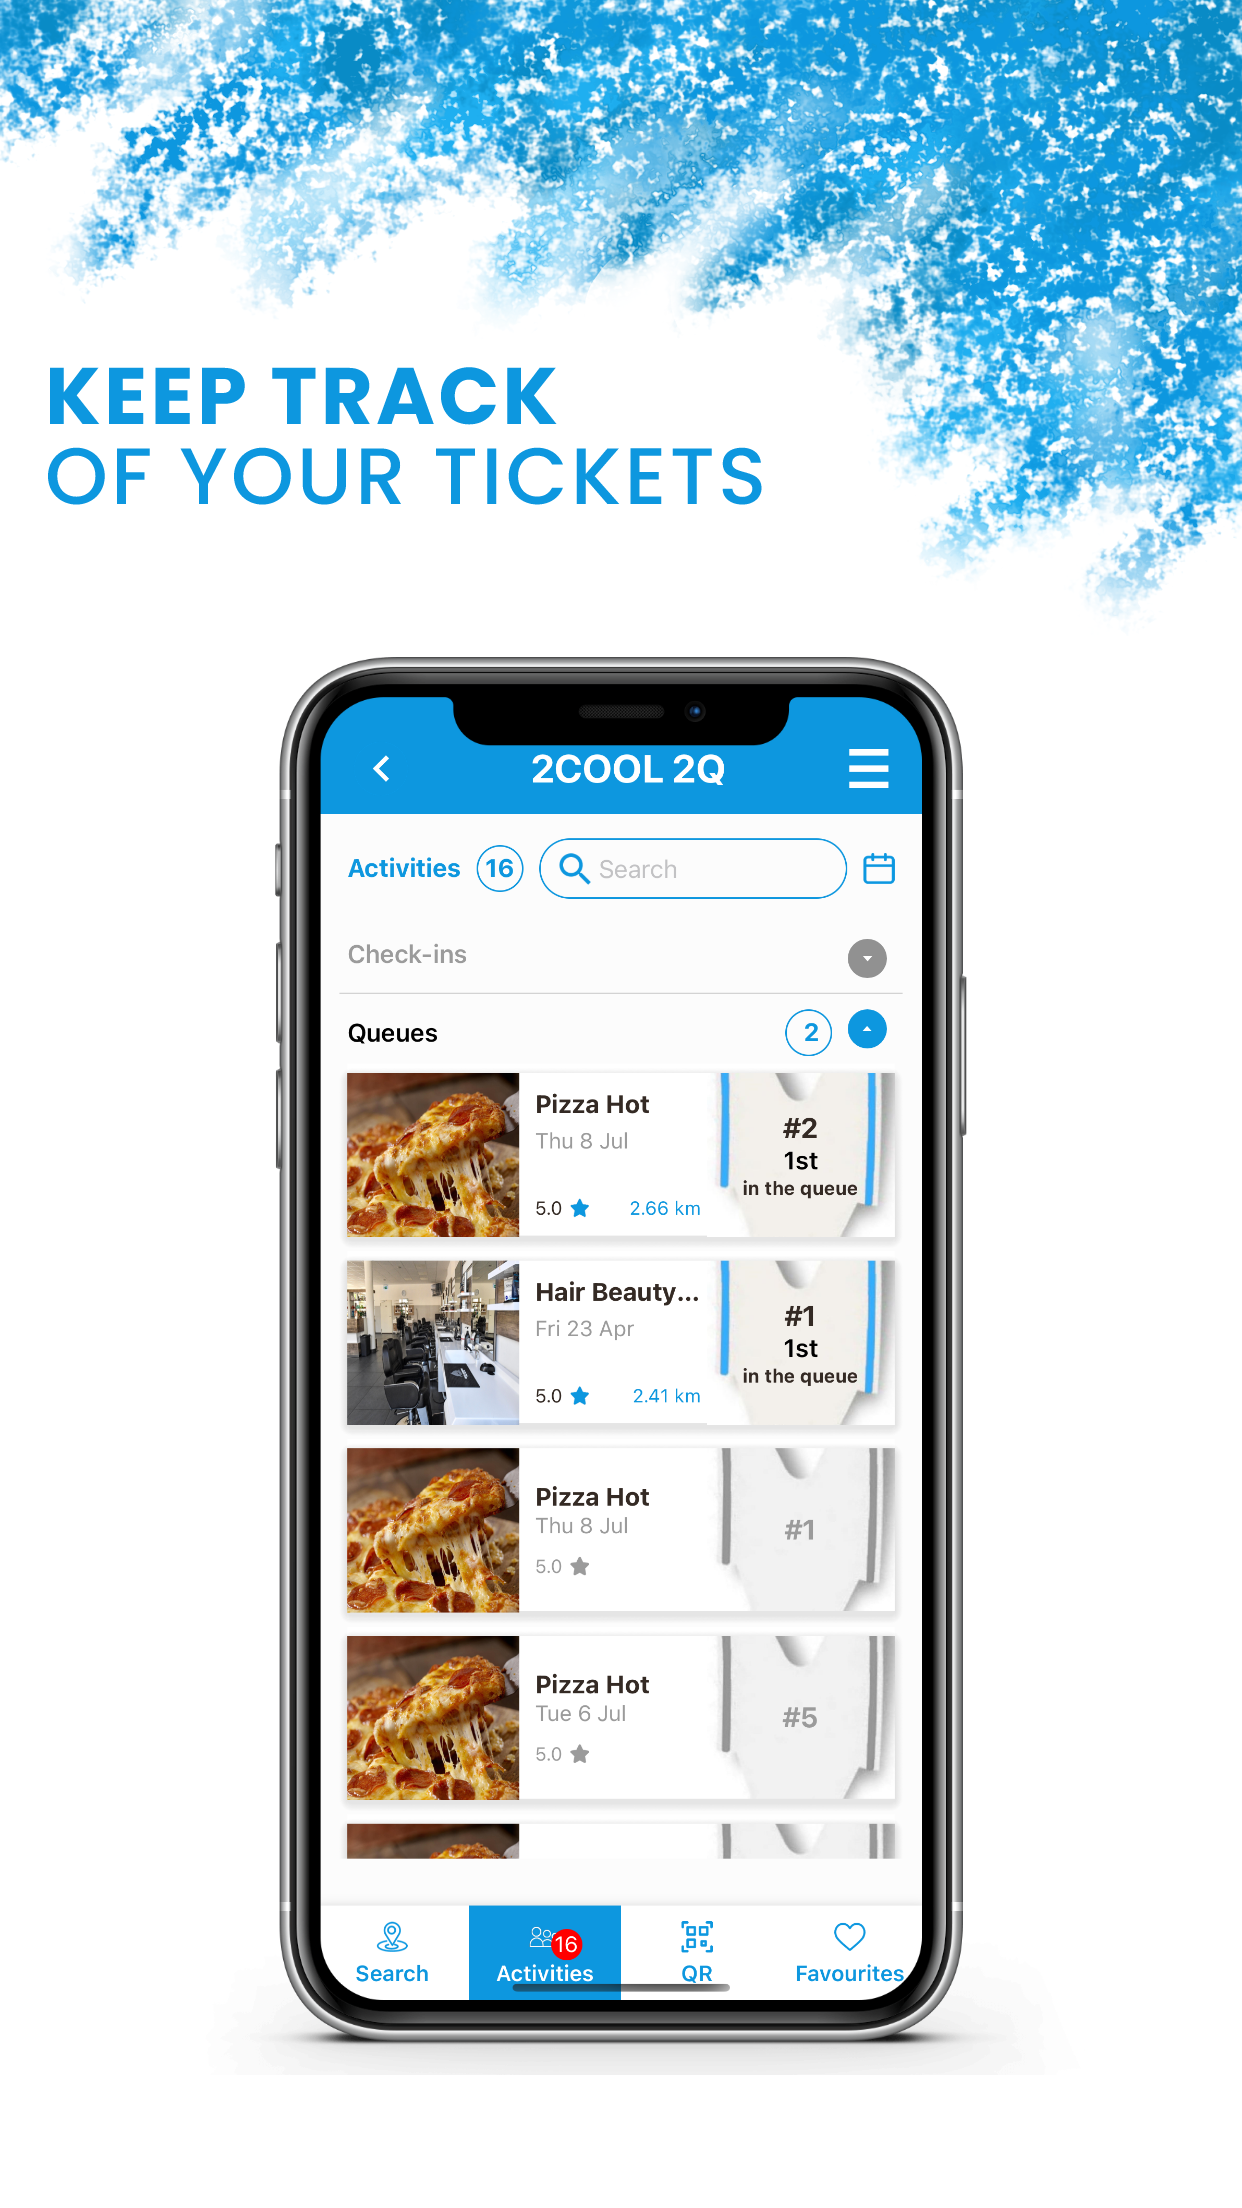 KEEP TRACK
OF YOUR TICKETS
2COOL 2Q
Activities 16 Search
Check-ins
Queues 2
Pizza Hot
Thu 8 Jul
5.0 2.66 km
#2
1st
in the queue
Hair Beauty...
Fri 23 Apr
5.0 2.41 km
#1
1st
in the queue
Pizza Hot
Thu 8 Jul
5.0
#1
Pizza Hot
Tue 6 Jul
5.0
#5
16
Search Activities QR Favourites